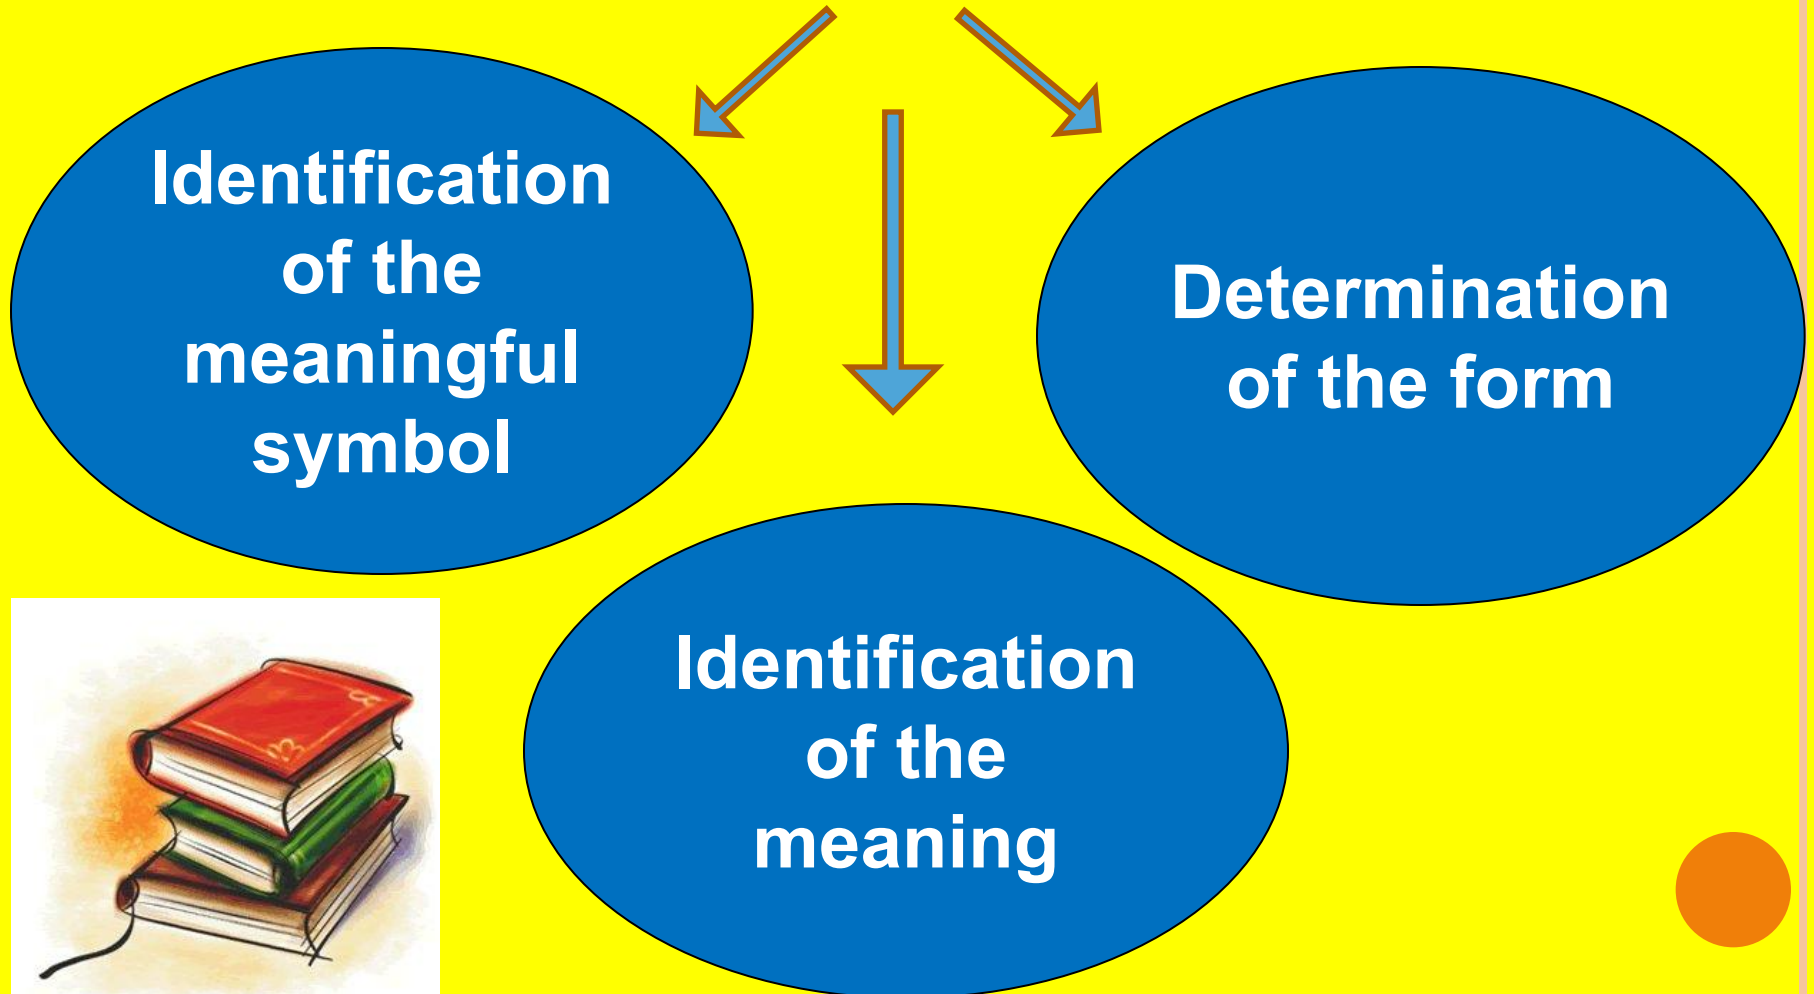 Identification
of the
meaningful
symbol
Determination
of the form
Identification
of the
meaning